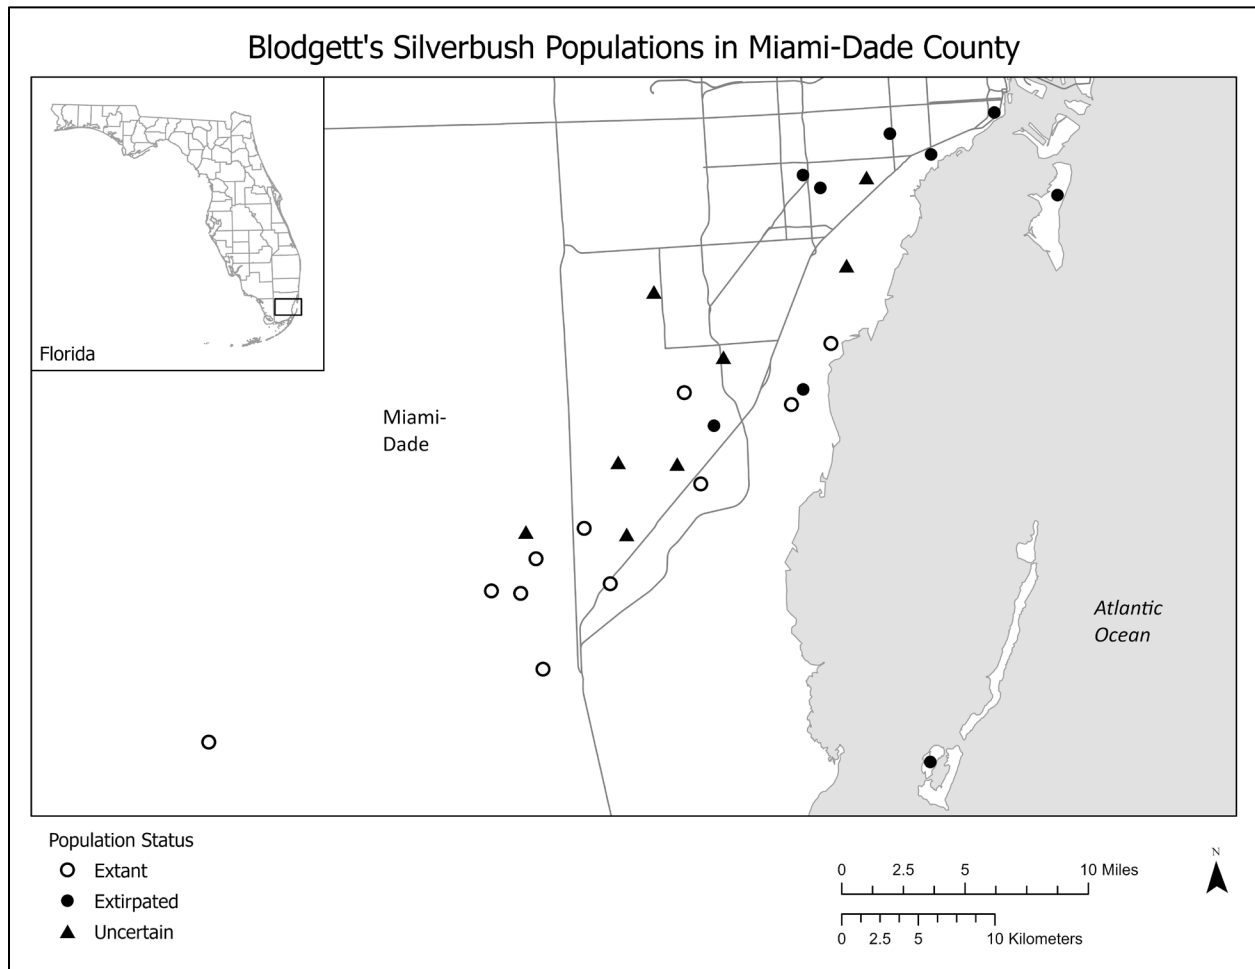 Blodgett's Silverbush Populations in Miami-Dade County
Florida
Miami-
Dade
Atlantic
Ocean
Population Status
Extant
Extirpated
Uncertain
0 2.5 5 10 Miles
0 2.5 5 10 Kilometers
N